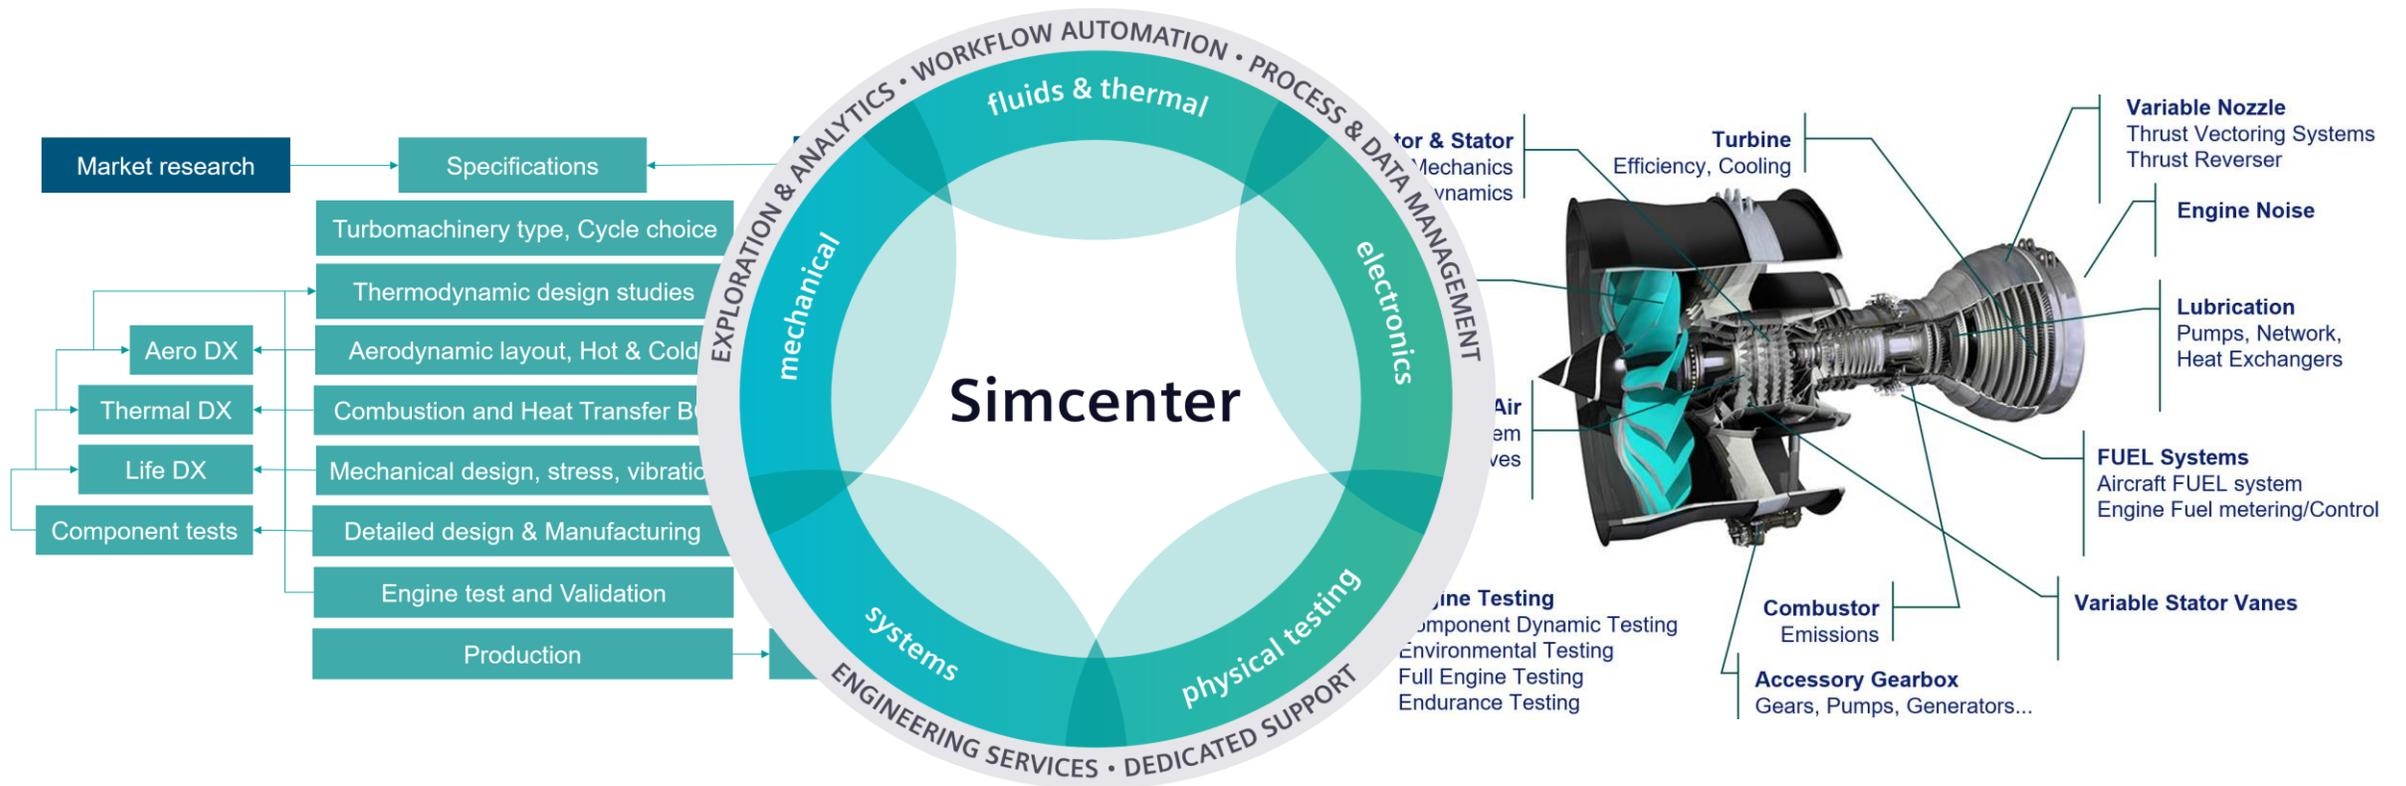 Market research
Specifications
Turbomachinery type, Cycle choice
Thermodynamic design studies
Aero DX
Aerodynamic layout, Hot & Cold
Thermal DX
Combustion and Heat Transfer
Life DX
Mechanical design, stress,
Component tests
Detailed design & Manufacturing
Engine test and Validation
Production
EXPLORATION & ANALYTICS • WORKFLOW AUTOMATION • PROCESS & DATA MANAGEMENT
fluids & thermal
mechanical
electronics
Simcenter
systems
physical testing
ENGINEERING SERVICES • DEDICATED SUPPORT
& Stator
Mechanics
Turbine
Efficiency, Cooling
Variable Nozzle
Thrust Vectoring Systems
Thrust Reverser
Engine Noise
Lubrication
Pumps, Network,
Heat Exchangers
Air
FUEL Systems
Aircraft FUEL system
Engine Fuel metering/Control
Variable Stator Vanes
Combustor
Emissions
Accessory Gearbox
Gears, Pumps, Generators...
Testing
Component Dynamic Testing
Environmental Testing
Full Engine Testing
Endurance Testing